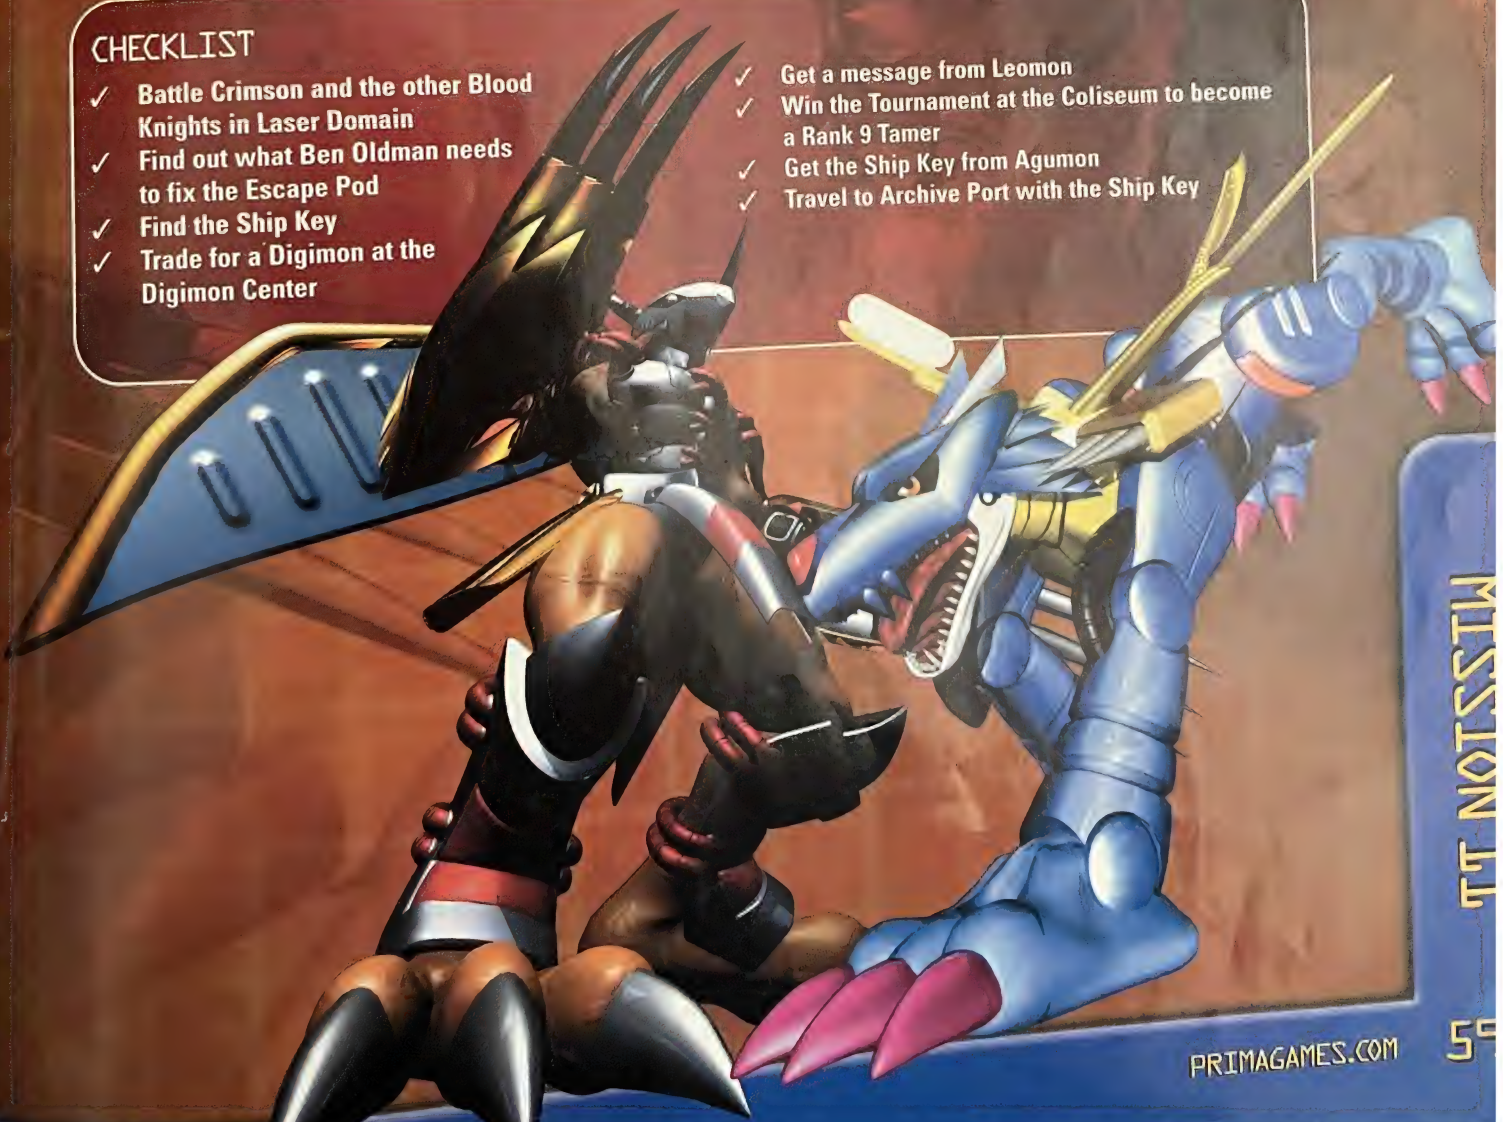 CHECKLIST
✓ Battle Crimson and the other Blood
Knights in Laser Domain
✓ Find out what Ben Oldman needs
to fix the Escape Pod
✓ Find the Ship Key
✓ Trade for a Digimon at the
Digimon Center
✓ Get a message from Leomon
✓ Win the Tournament at the Coliseum to become
a Rank 9 Tamer
✓ Get the Ship Key from Agumon
✓ Travel to Archive Port with the Ship Key
MISSION 11
PRIMAGAMES.COM